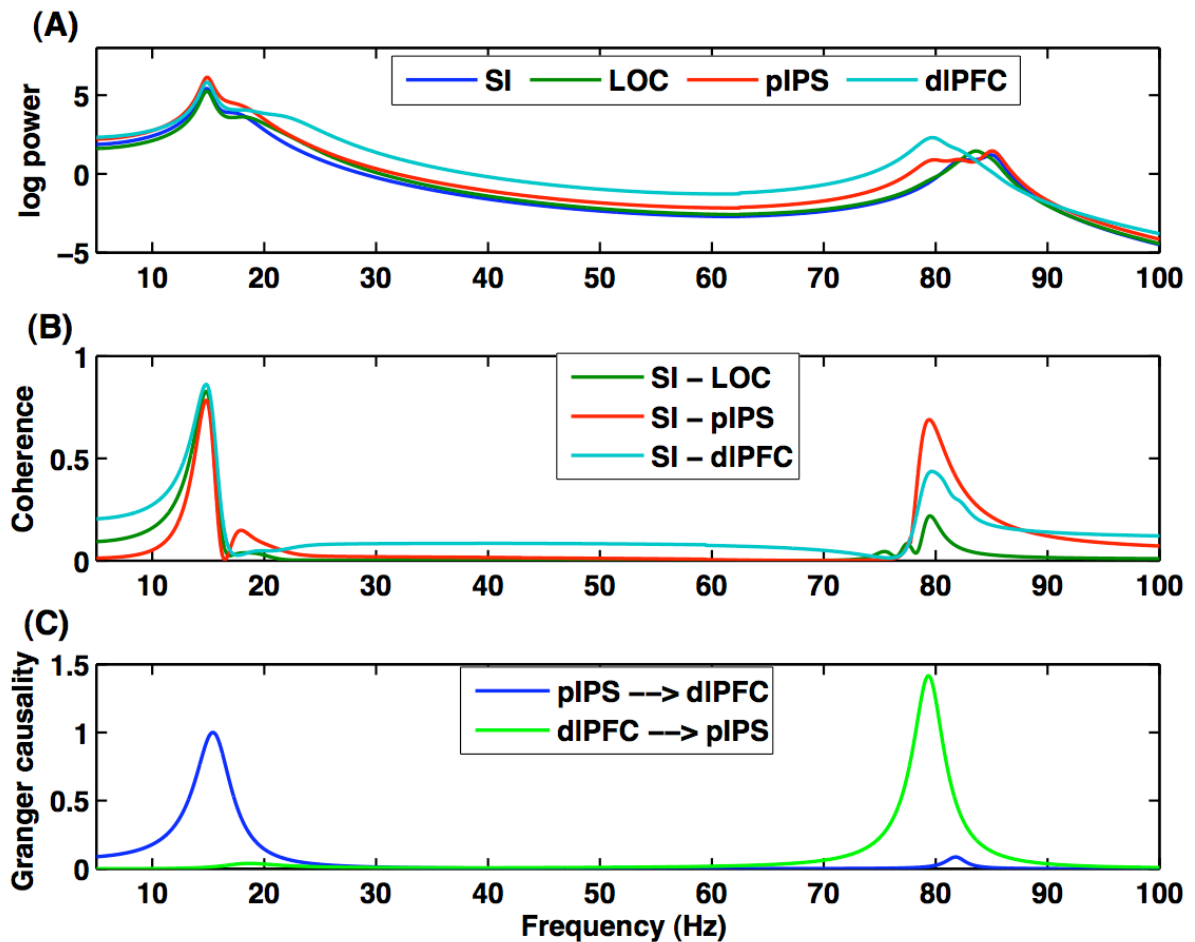 (A)
log power
5
0
−5
SI LOC pIPS dlPFC
10 20 30 40 50 60 70 80 90 100
(B)
Coherence
1
0.5
0
SI − LOC
SI − pIPS
SI − dlPFC
10 20 30 40 50 60 70 80 90 100
(C)
Granger causality
1.5
1
0.5
0
pIPS −−> dlPFC
dlPFC −−> pIPS
10 20 30 40 50 60 70 80 90 100
Frequency (Hz)